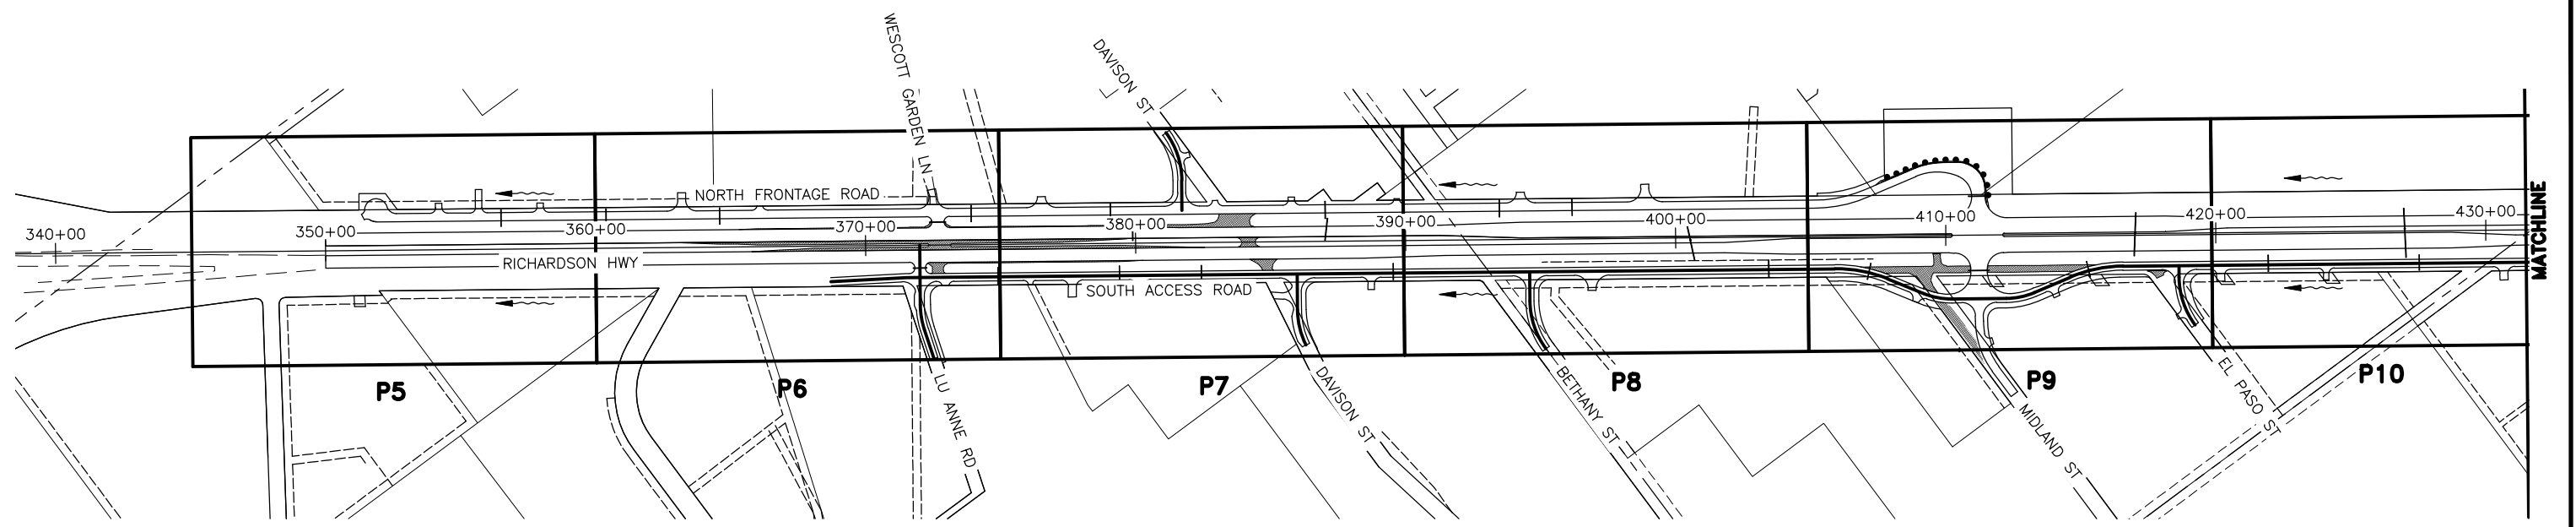 WESCOTT GARDEN LN
DAVISON ST
NORTH FRONTAGE ROAD
340+00
350+00
360+00
370+00
380+00
390+00
400+00
410+00
420+00
430+00
MATCHLINE
RICHARDSON HWY
SOUTH ACCESS ROAD
P5
P6
LU ANNE RD
P7
DAVISON ST
BETHANY ST
P8
MIDLAND ST
P9
EL PASO ST
P10